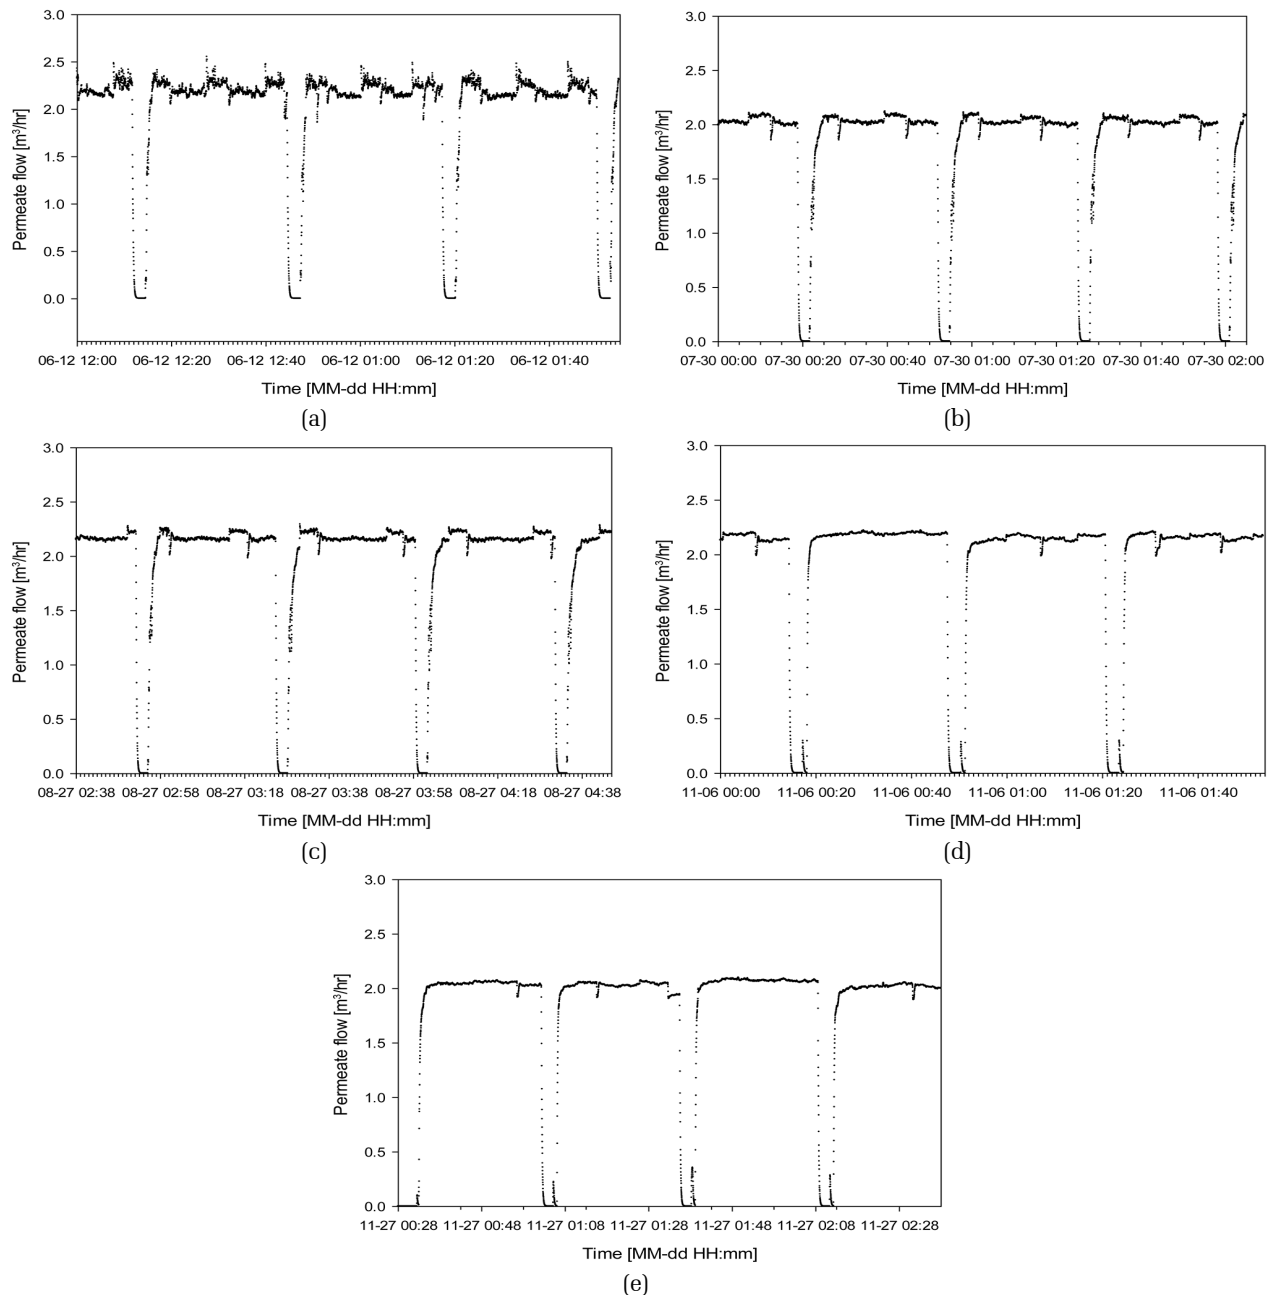 3.0
2.5
2.0
1.5
1.0
0.5
0.0
Permeate flow [m³/hr]
06-12 12:00 06-12 12:20 06-12 12:40 06-12 01:00 06-12 01:20 06-12 01:40
Time [MM-dd HH:mm]
(a)
3.0
2.5
2.0
1.5
1.0
0.5
0.0
Permeate flow [m³/hr]
07-30 00:00 07-30 00:20 07-30 00:40 07-30 01:00 07-30 01:20 07-30 01:40 07-30 02:00
Time [MM-dd HH:mm]
(b)
3.0
2.5
2.0
1.5
1.0
0.5
0.0
Permeate flow [m³/hr]
08-27 02:38 08-27 02:58 08-27 03:18 08-27 03:38 08-27 03:58 08-27 04:18 08-27 04:38
Time [MM-dd HH:mm]
(c)
3.0
2.5
2.0
1.5
1.0
0.5
0.0
Permeate flow [m³/hr]
11-06 00:00 11-06 00:20 11-06 00:40 11-06 01:00 11-06 01:20 11-06 01:40
Time [MM-dd HH:mm]
(d)
3.0
2.5
2.0
1.5
1.0
0.5
0.0
Permeate flow [m³/hr]
11-27 00:28 11-27 00:48 11-27 01:08 11-27 01:28 11-27 01:48 11-27 02:08 11-27 02:28
Time [MM-dd HH:mm]
(e)